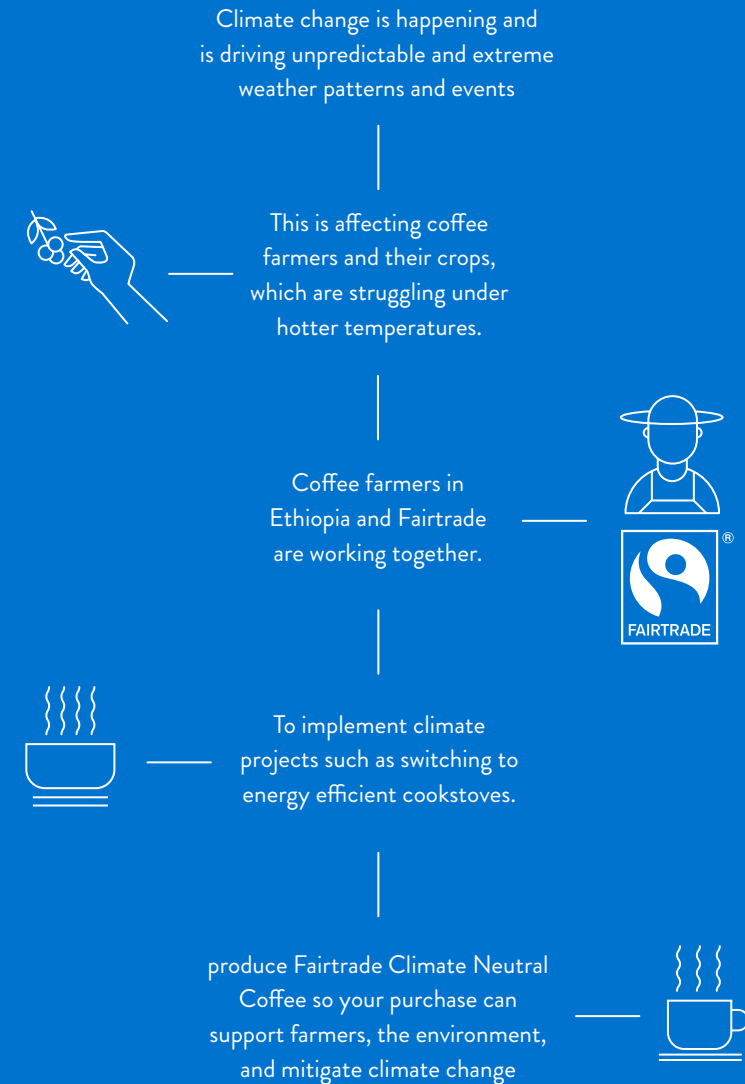 Climate change is happening and
is driving unpredictable and extreme
weather patterns and events
This is affecting coffee
farmers and their crops,
which are struggling under
hotter temperatures.
Coffee farmers in
Ethiopia and Fairtrade
are working together.
®
FAIRTRADE
To implement climate
projects such as switching to
energy efficient cookstoves.
produce Fairtrade Climate Neutral
Coffee so your purchase can
support farmers, the environment,
and mitigate climate change